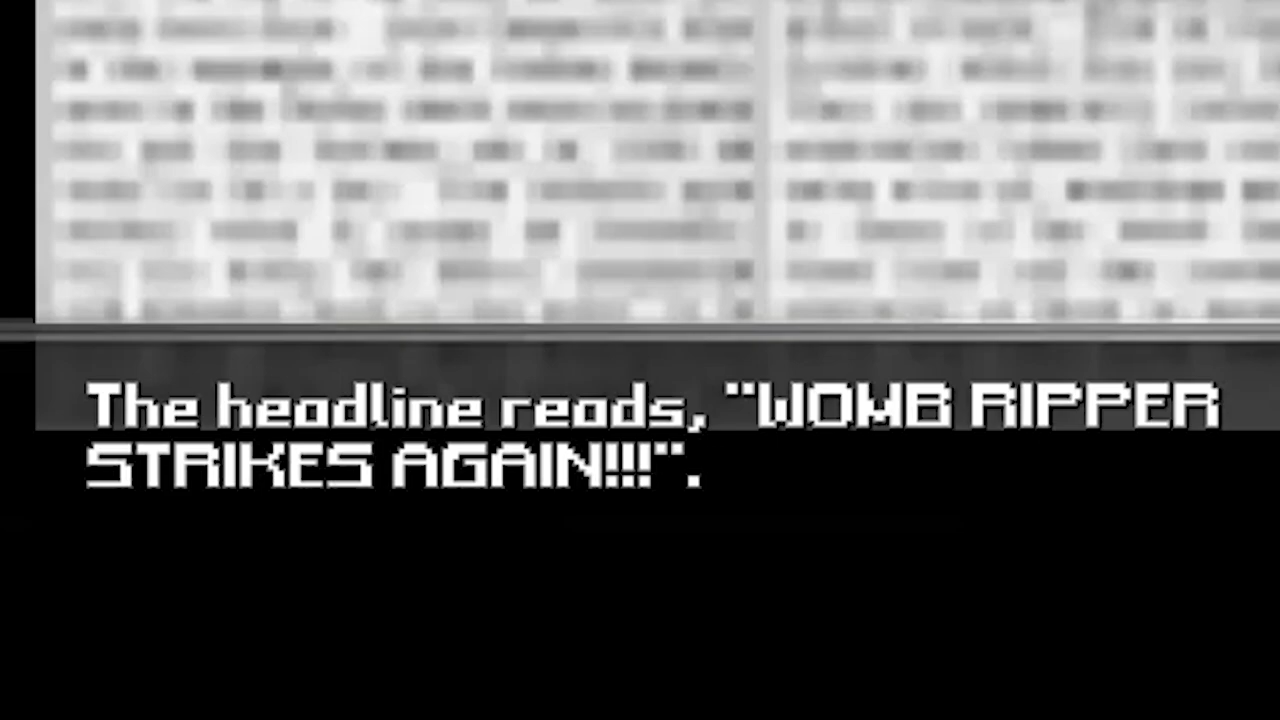 The headline reads, "WOMB RIPPER
STRIKES AGAIN!!!".